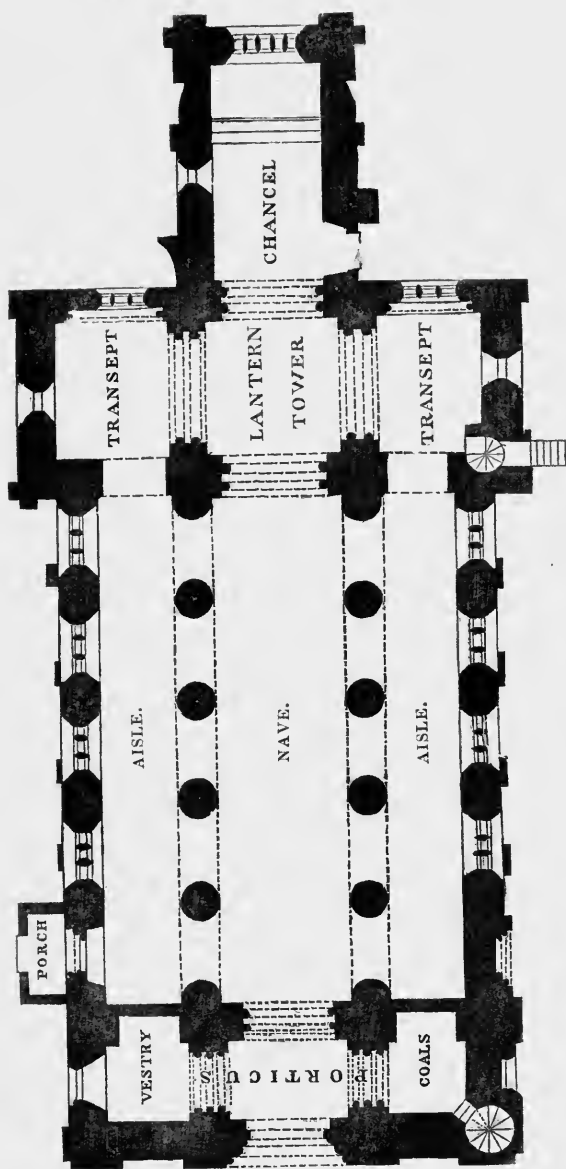 CHANCEL
TRANSEPT
LANTERN
TOWER
TRANSEPT
AISLE.
NAVE.
AISLE.
PORCH
VESTRY
PORTICUS
COALS